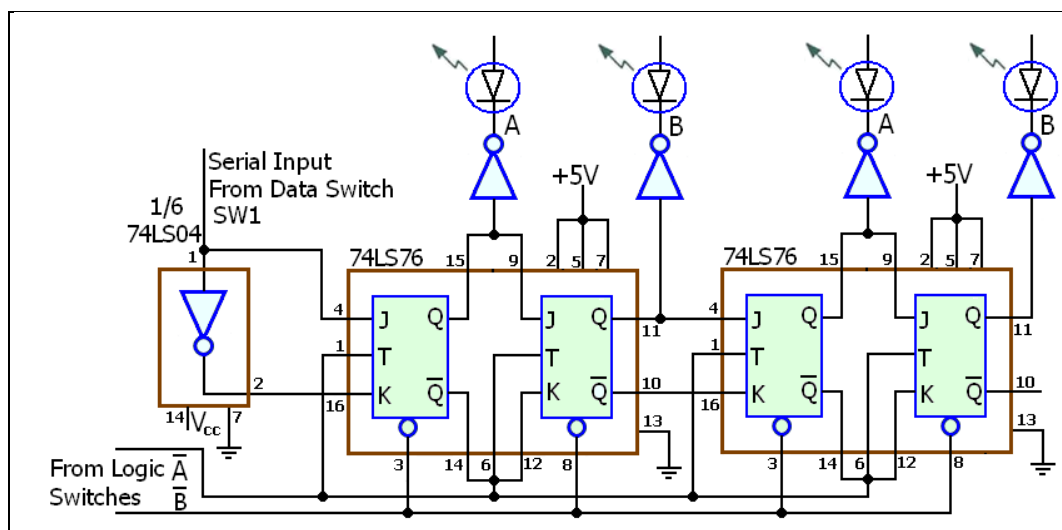 A
B
A
B
Serial Input
From Data Switch
SW1
+5V
+5V
1/6
74LS04
1
74LS76
15
9
2
5
7
74LS76
15
9
2
5
7
4
J
Q
J
Q
11
4
J
Q
J
Q
11
1
T
T
1
T
T
2
16
K
Q̅
K
Q̅
10
16
K
Q̅
K
Q̅
10
14
Vcc
7
13
13
3
14
6
12
8
3
14
6
12
8
From Logic A̅
Switches B̅